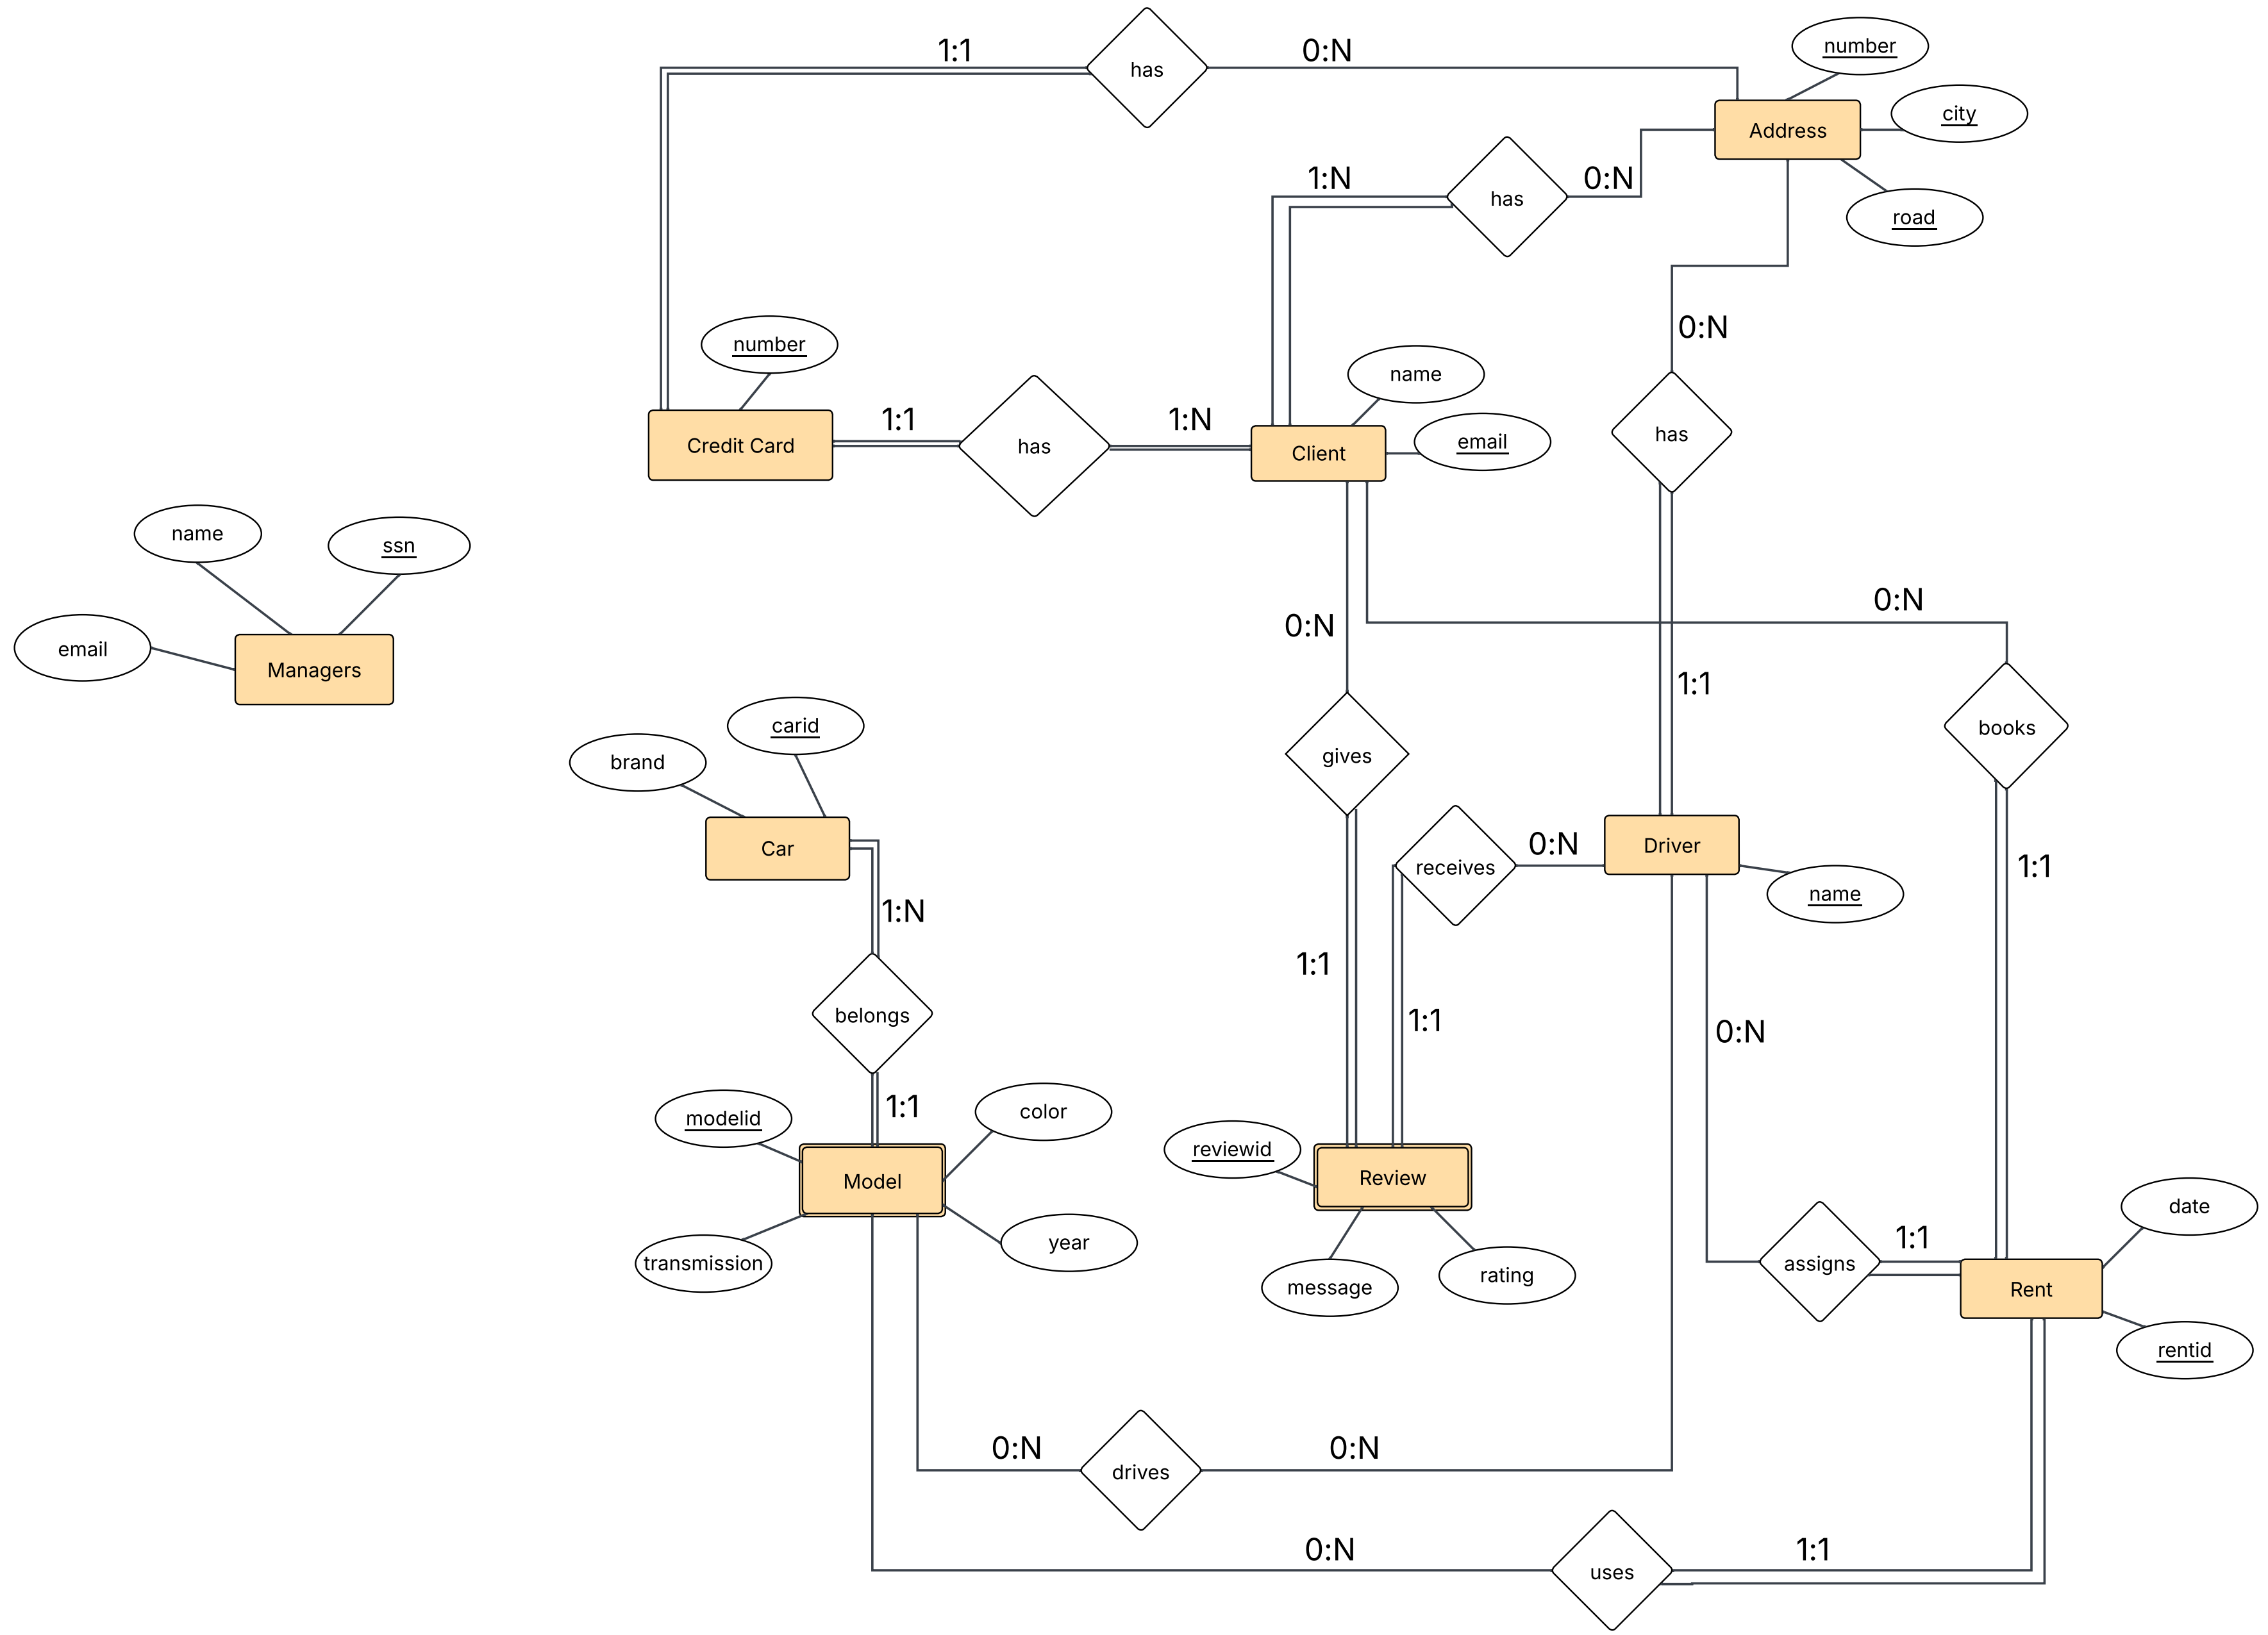 1:1
has
0:N
number
city
Address
road
1:N
has
0:N
0:N
number
name
Credit Card
1:1
has
1:N
Client
email
has
name
ssn
email
Managers
0:N
0:N
1:1
carid
brand
gives
books
Car
receives
0:N
Driver
name
1:1
1:N
1:1
belongs
1:1
0:N
modelid
1:1
color
reviewid
Model
Review
date
transmission
year
message
rating
assigns
1:1
Rent
rentid
0:N
drives
0:N
0:N
uses
1:1